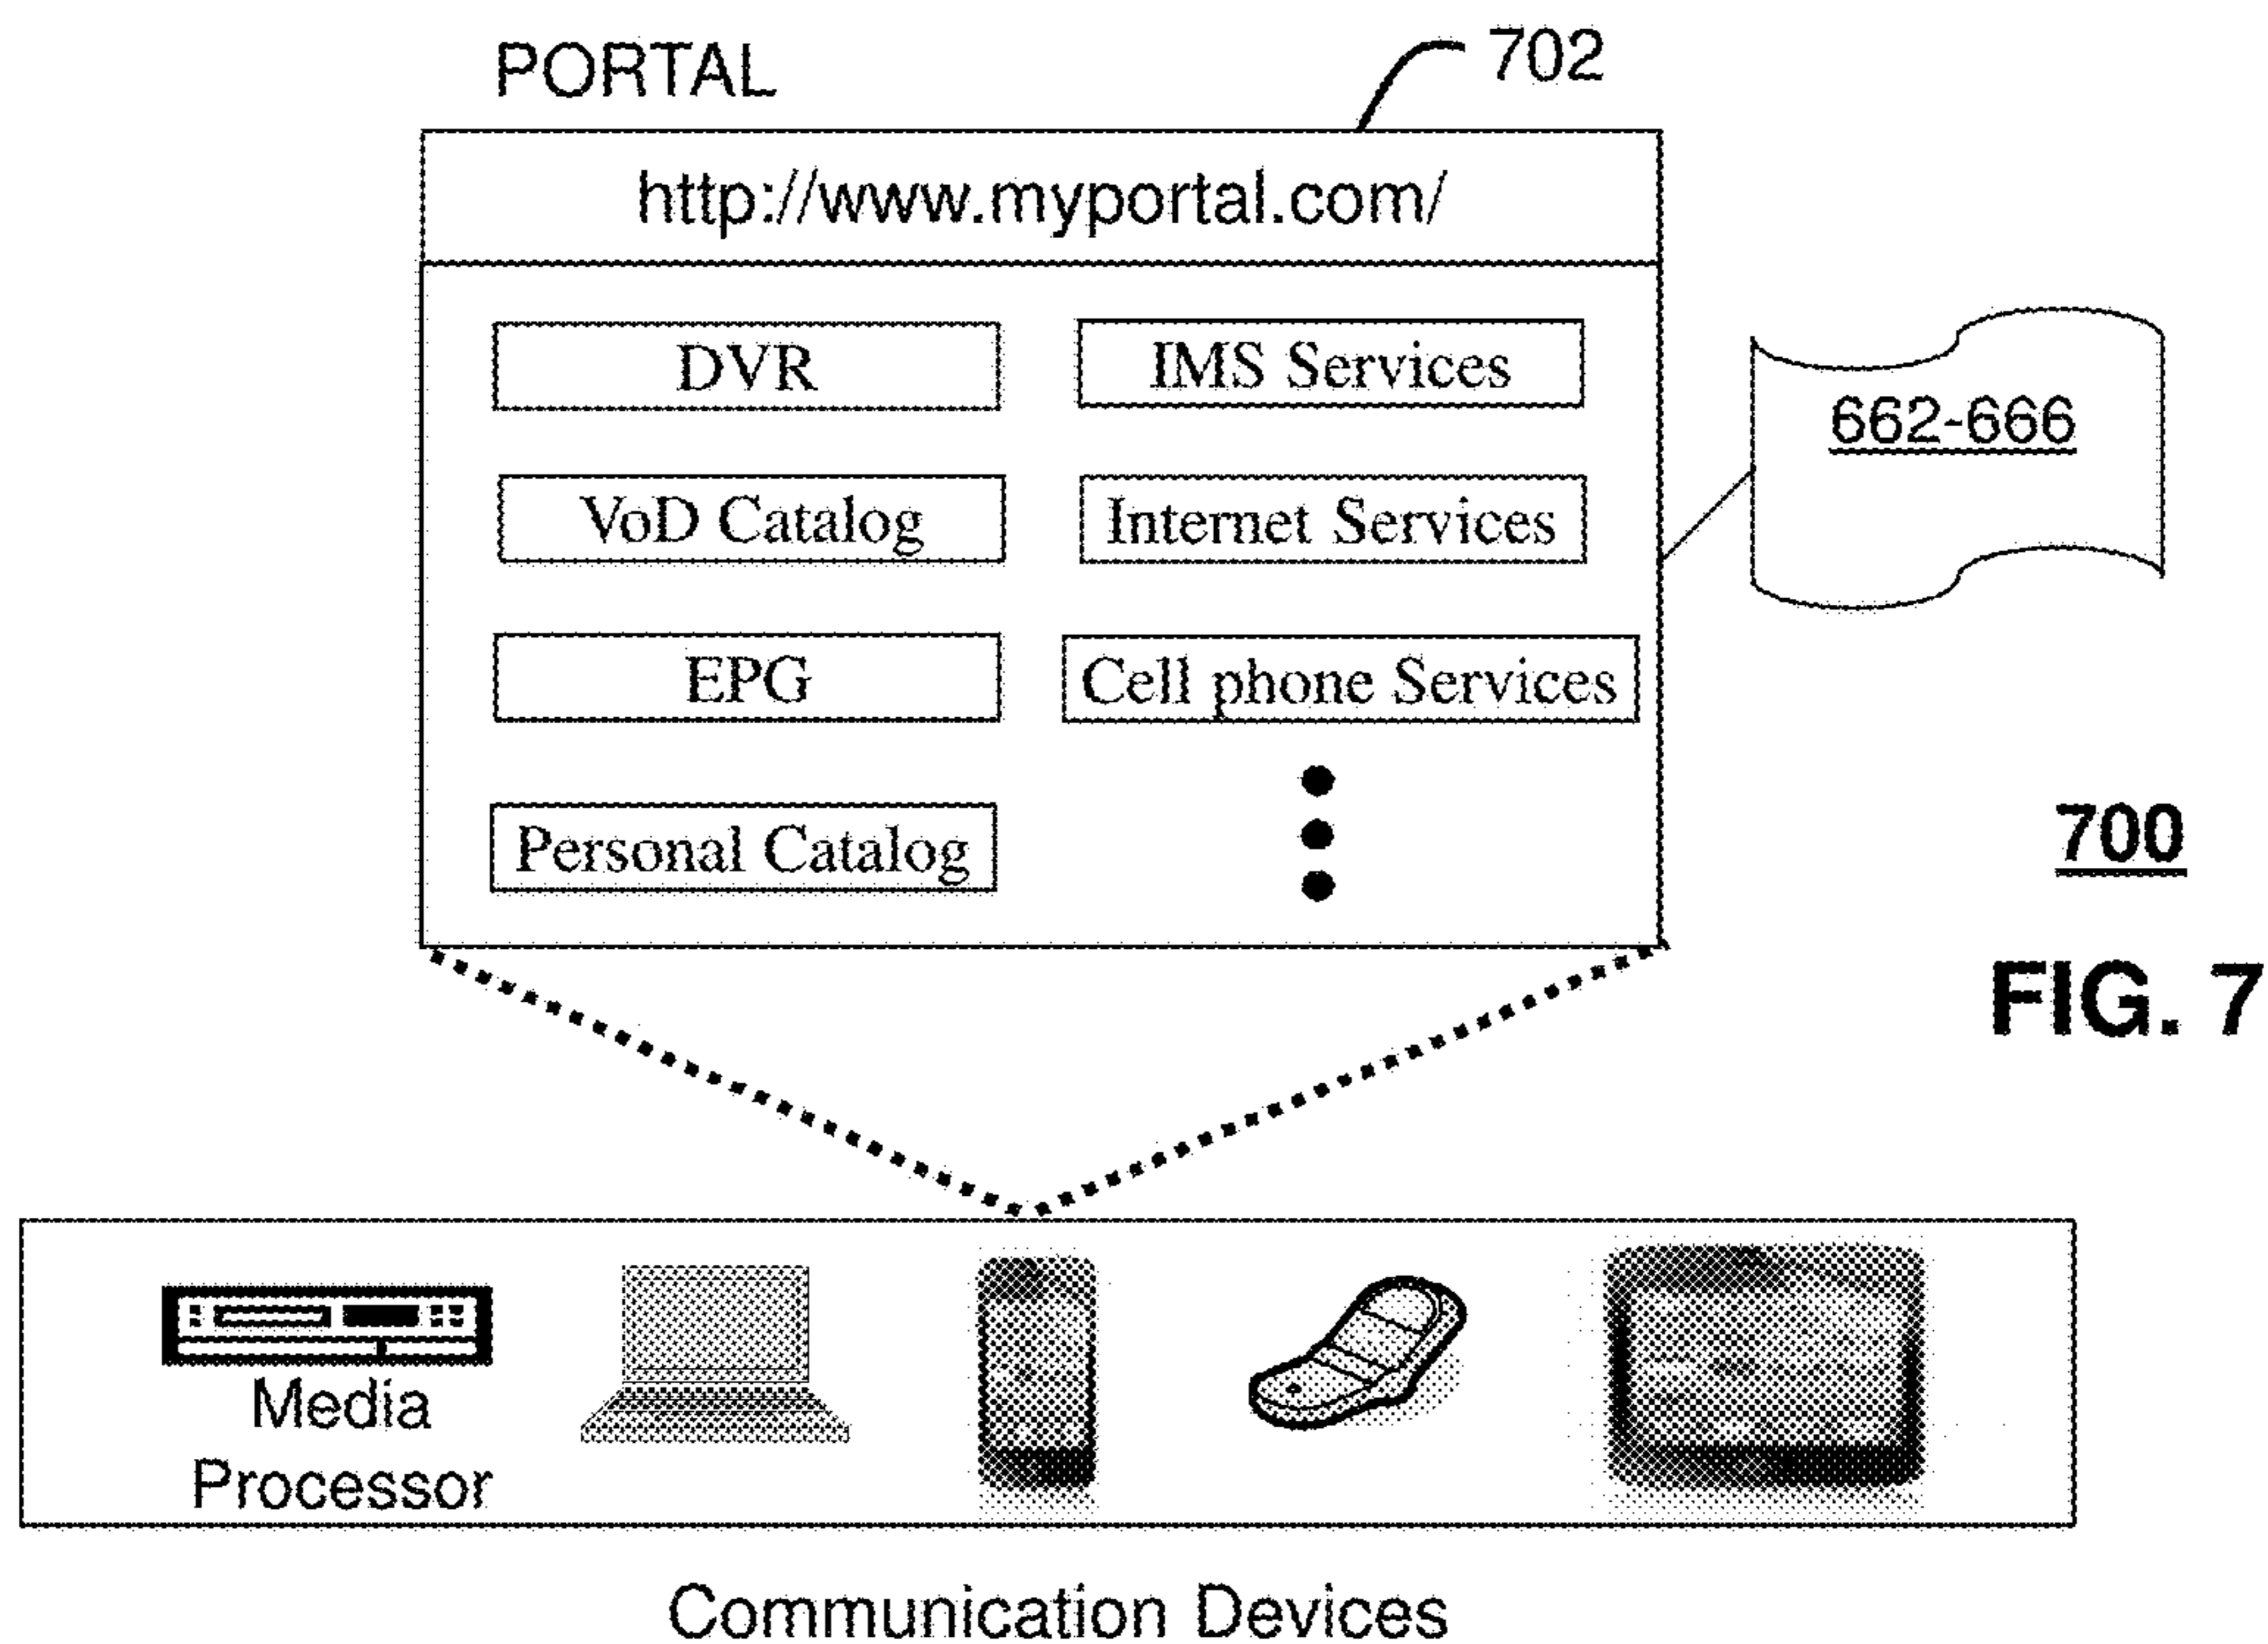 PORTAL
702
http://www.myportal.com/
DVR
IMS Services
662-666
VoD Catalog
Internet Services
EPG
Cell phone Services
Personal Catalog
700
FIG. 7
Media
Processor
Communication Devices